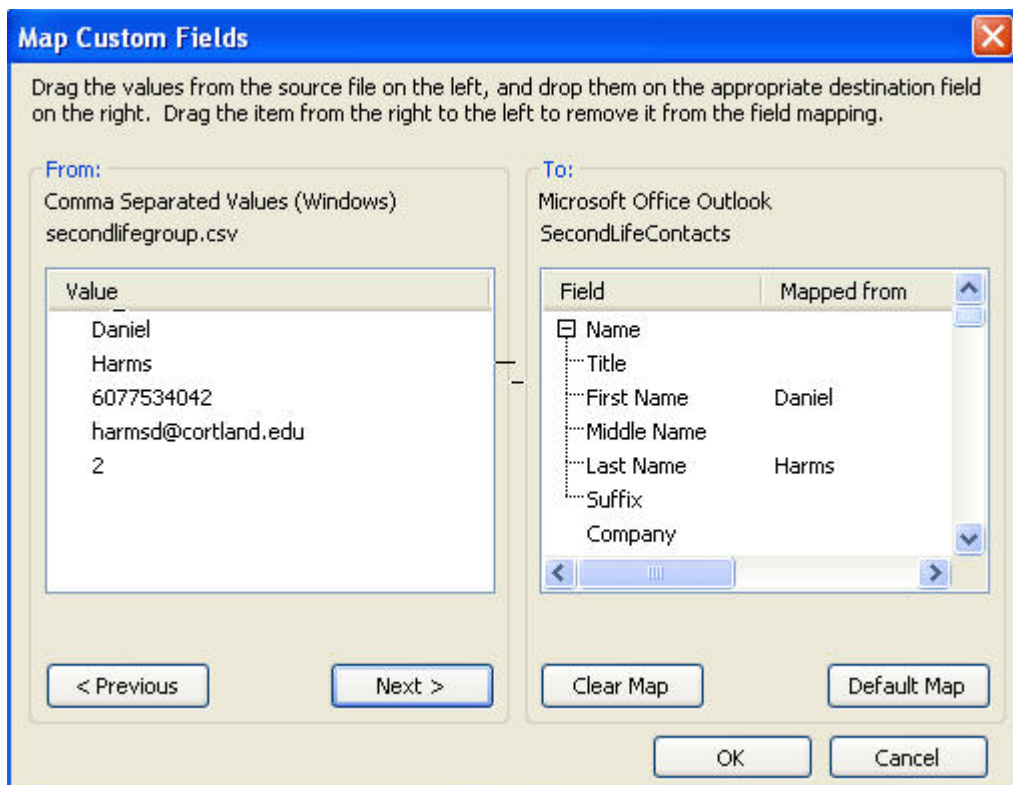 Map Custom Fields
Drag the values from the source file on the left, and drop them on the appropriate destination field
on the right. Drag the item from the right to the left to remove it from the field mapping.
From:
Comma Separated Values (Windows)
secondlifegroup.csv
Value
Daniel
Harms
6077534042
harmsd@cortland.edu
2
< Previous
Next >
To:
Microsoft Office Outlook
SecondLifeContacts
Field Mapped from
Name
Title
First Name Daniel
Middle Name
Last Name Harms
Suffix
Company
Clear Map
Default Map
OK
Cancel